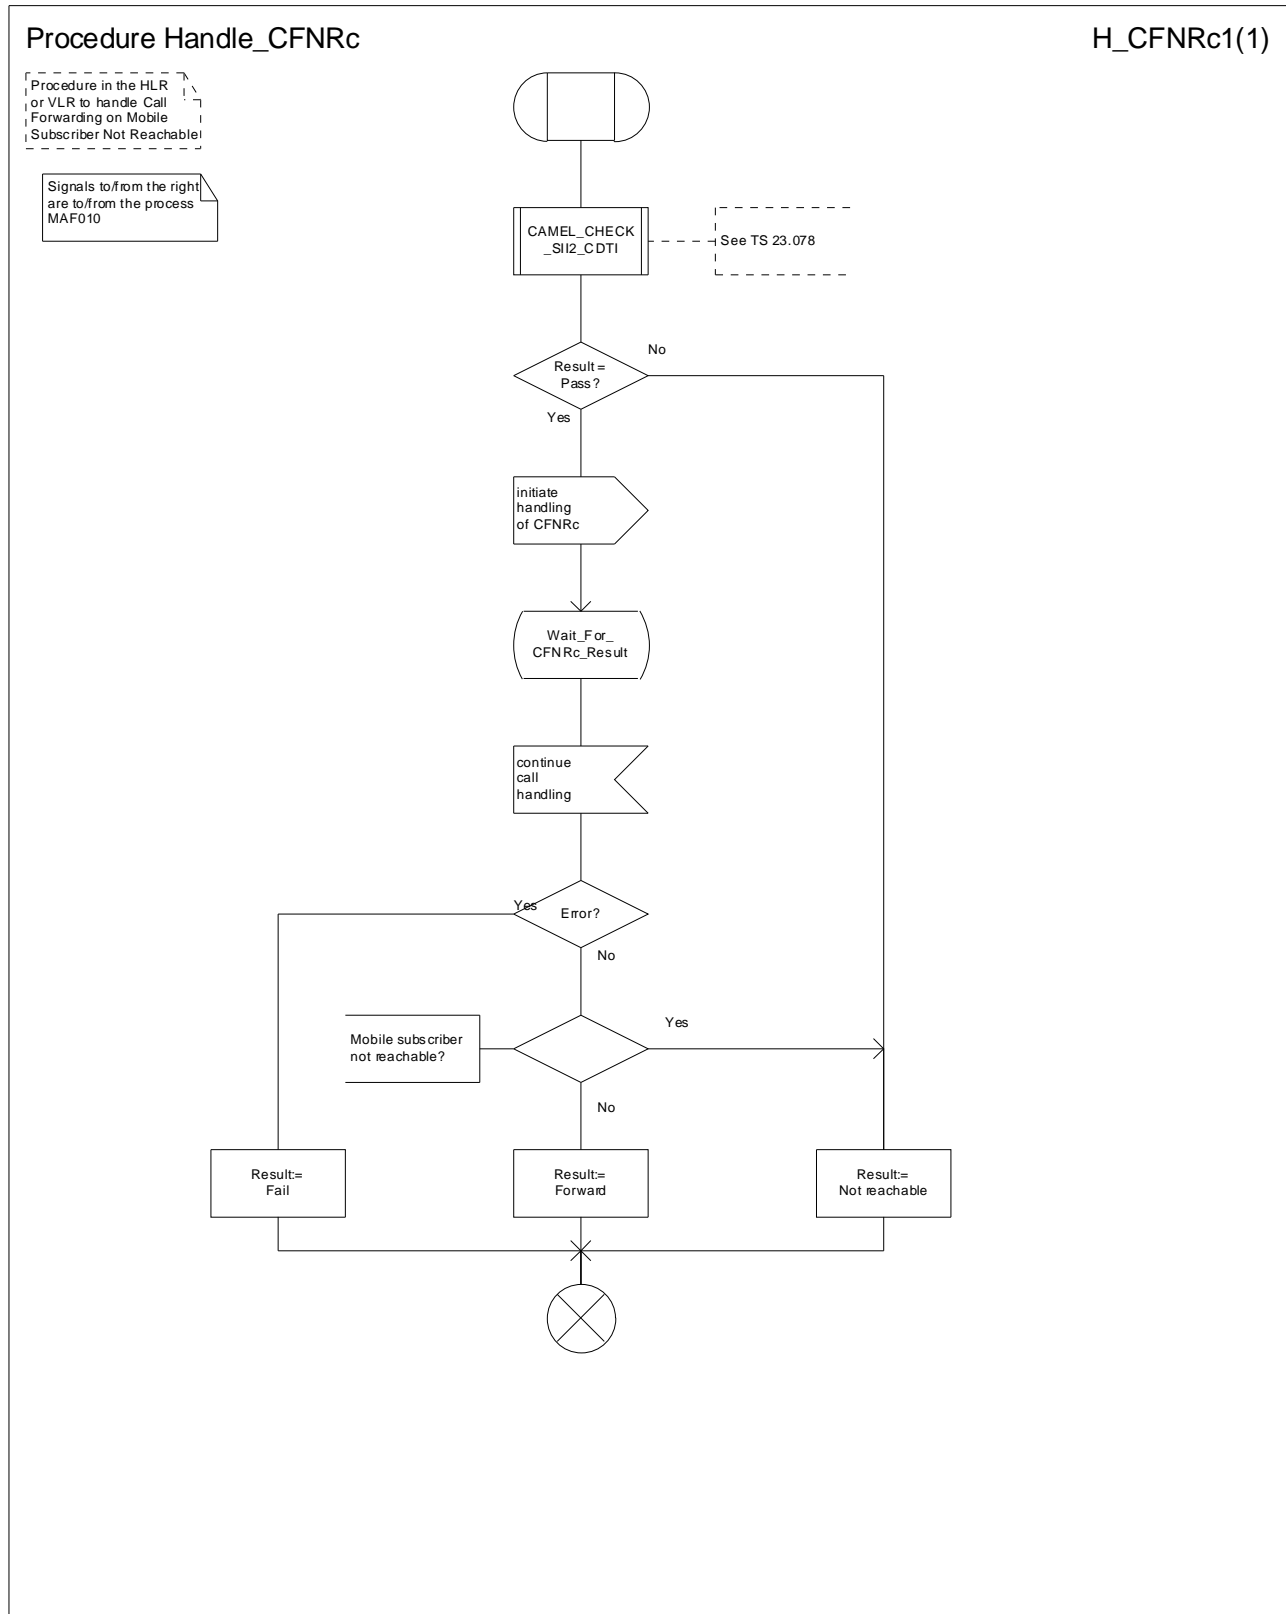 Procedure Handle_CFNRc
H_CFNRc1(1)
Procedure in the HLR
or VLR to handle Call
Forwarding on Mobile
Subscriber Not Reachable
Signals to/from the right
are to/from the process
MAF010
CAMEL_CHECK
_SII2_CDTI
See TS 23.078
No
Result =
Pass?
Yes
initiate
handling
of CFNRc
Wait_For_
CFNRc_Result
continue
call
handling
Yes
Error?
No
Mobile subscriber
not reachable?
Yes
No
Result:=
Fail
Result:=
Forward
Result:=
Not reachable